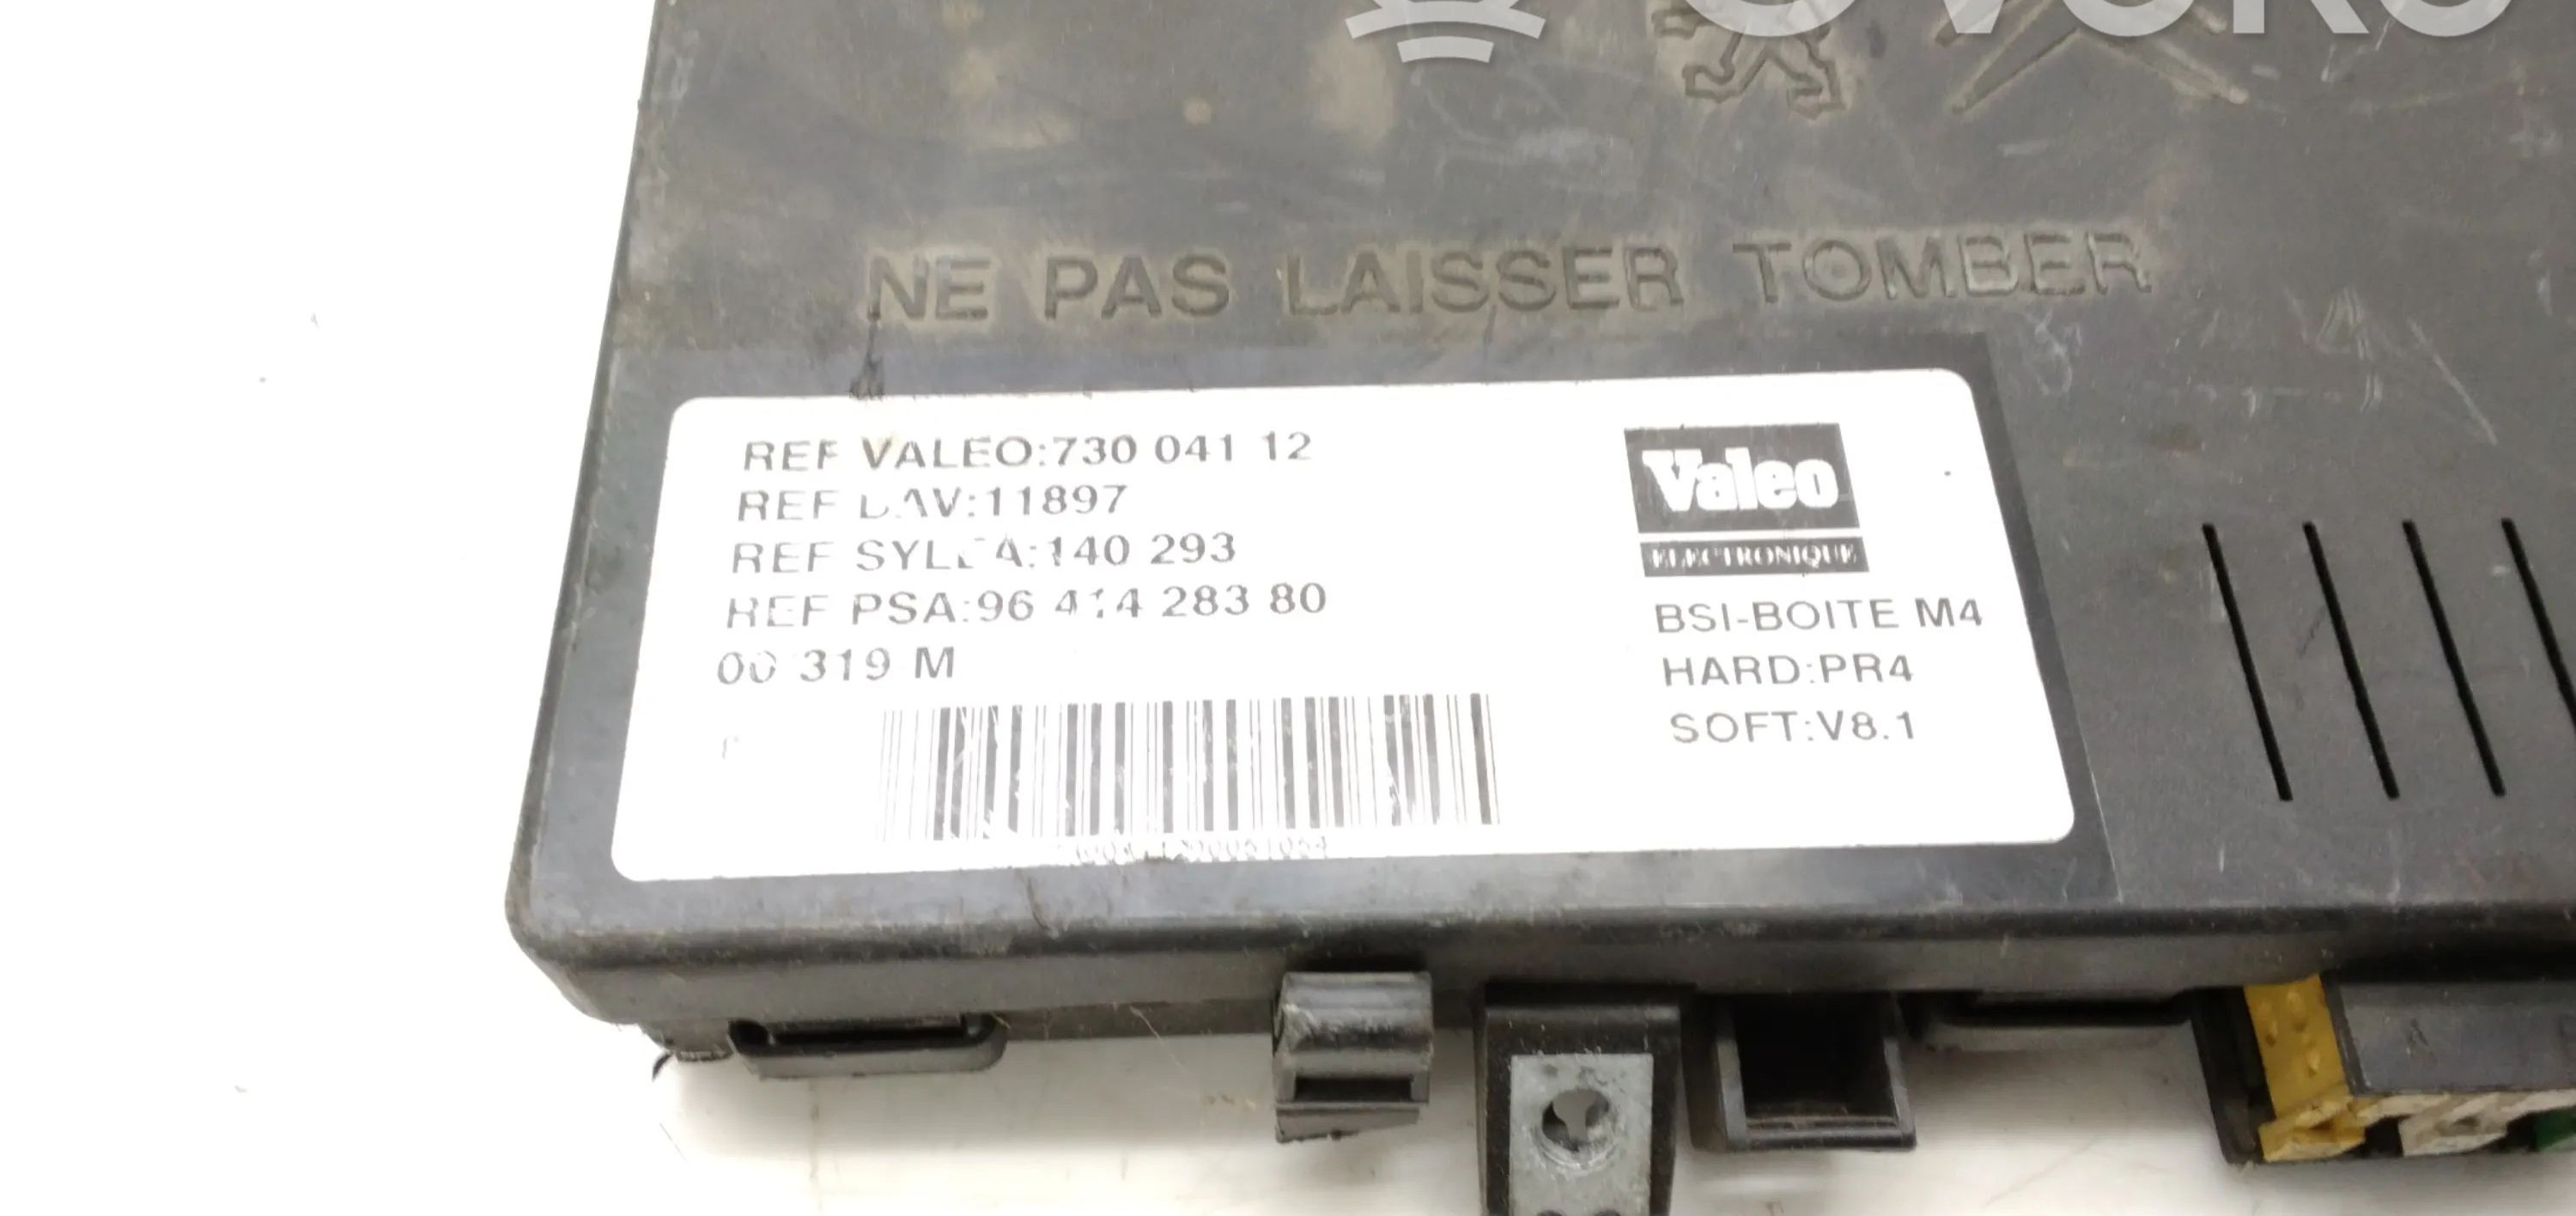 NE PAS LAISSER TOMBER
REF VALEO:730 041 12
REF DAV:11897
REF SYLEA:140 293
REF PSA:96 414 283 80
00 319 M
Valeo
ELECTRONIQUE
BSI-BOITE M4
HARD:PR4
SOFT:V8.1